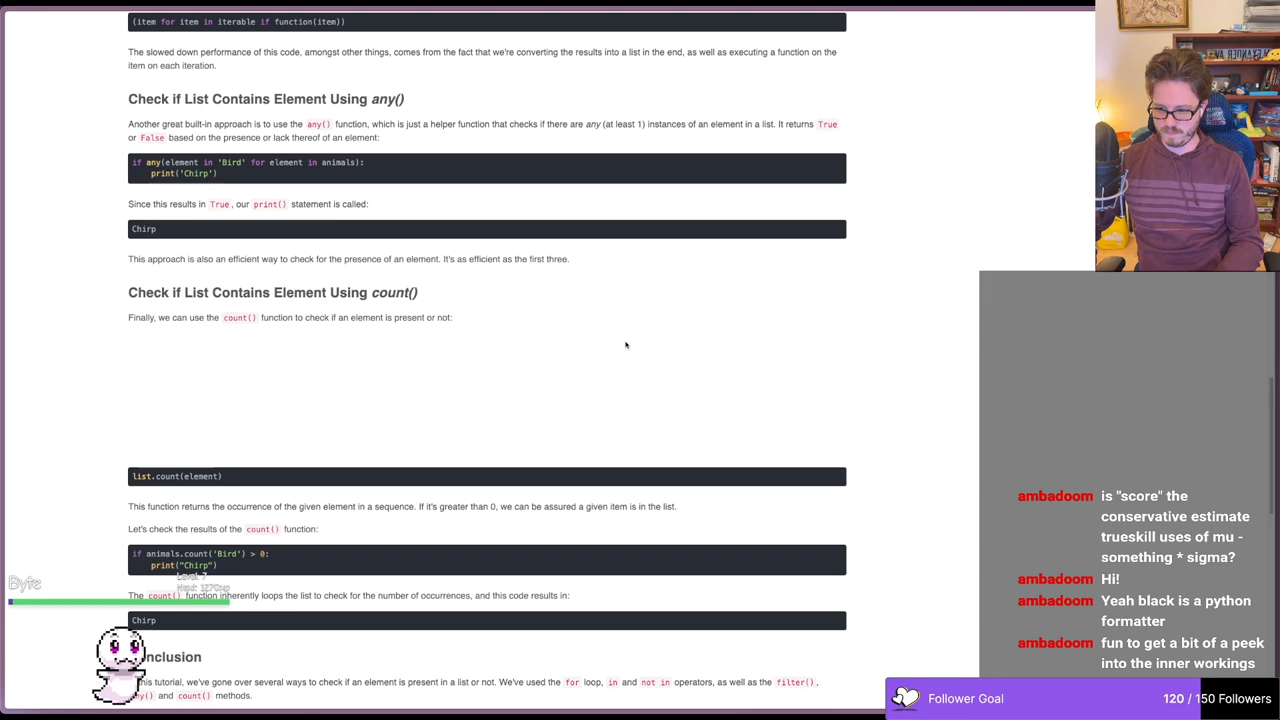 (item for item in iterable if function(item))
The slowed down performance of this code, amongst other things, comes from the fact that we're converting the results into a list in the end, as well as executing a function on the
item on each iteration.
Check if List Contains Element Using any()
Another great built-in approach is to use the any() function, which is just a helper function that checks if there are any (at least 1) instances of an element in a list. It returns True
or False based on the presence or lack thereof of an element:
if any(element in 'Bird' for element in animals):
print('Chirp')
Since this results in True, our print() statement is called:
Chirp
This approach is also an efficient way to check for the presence of an element. It's as efficient as the first three.
Check if List Contains Element Using count()
Finally, we can use the count() function to check if an element is present or not:
list.count(element)
This function returns the occurrence of the given element in a sequence. If it's greater than 0, we can be assured a given item is in the list.
Let's check the results of the count() function:
if animals.count('Bird') > 0:
print("Chirp")
The count() function inherently loops the list to check for the number of occurrences, and this code results in:
Chirp
nclusion
this tutorial, we've gone over several ways to check if an element is present in a list or not. We've used the for loop, in and not in operators, as well as the filter(),
and count() methods.
Byte
Level: 7
Next: 1270xp
ambadoom is "score" the
conservative estimate
trueskill uses of mu -
something * sigma?
ambadoom Hi!
ambadoom Yeah black is a python
formatter
ambadoom fun to get a bit of a peek
into the inner workings
Follower Goal 120 / 150 Followers